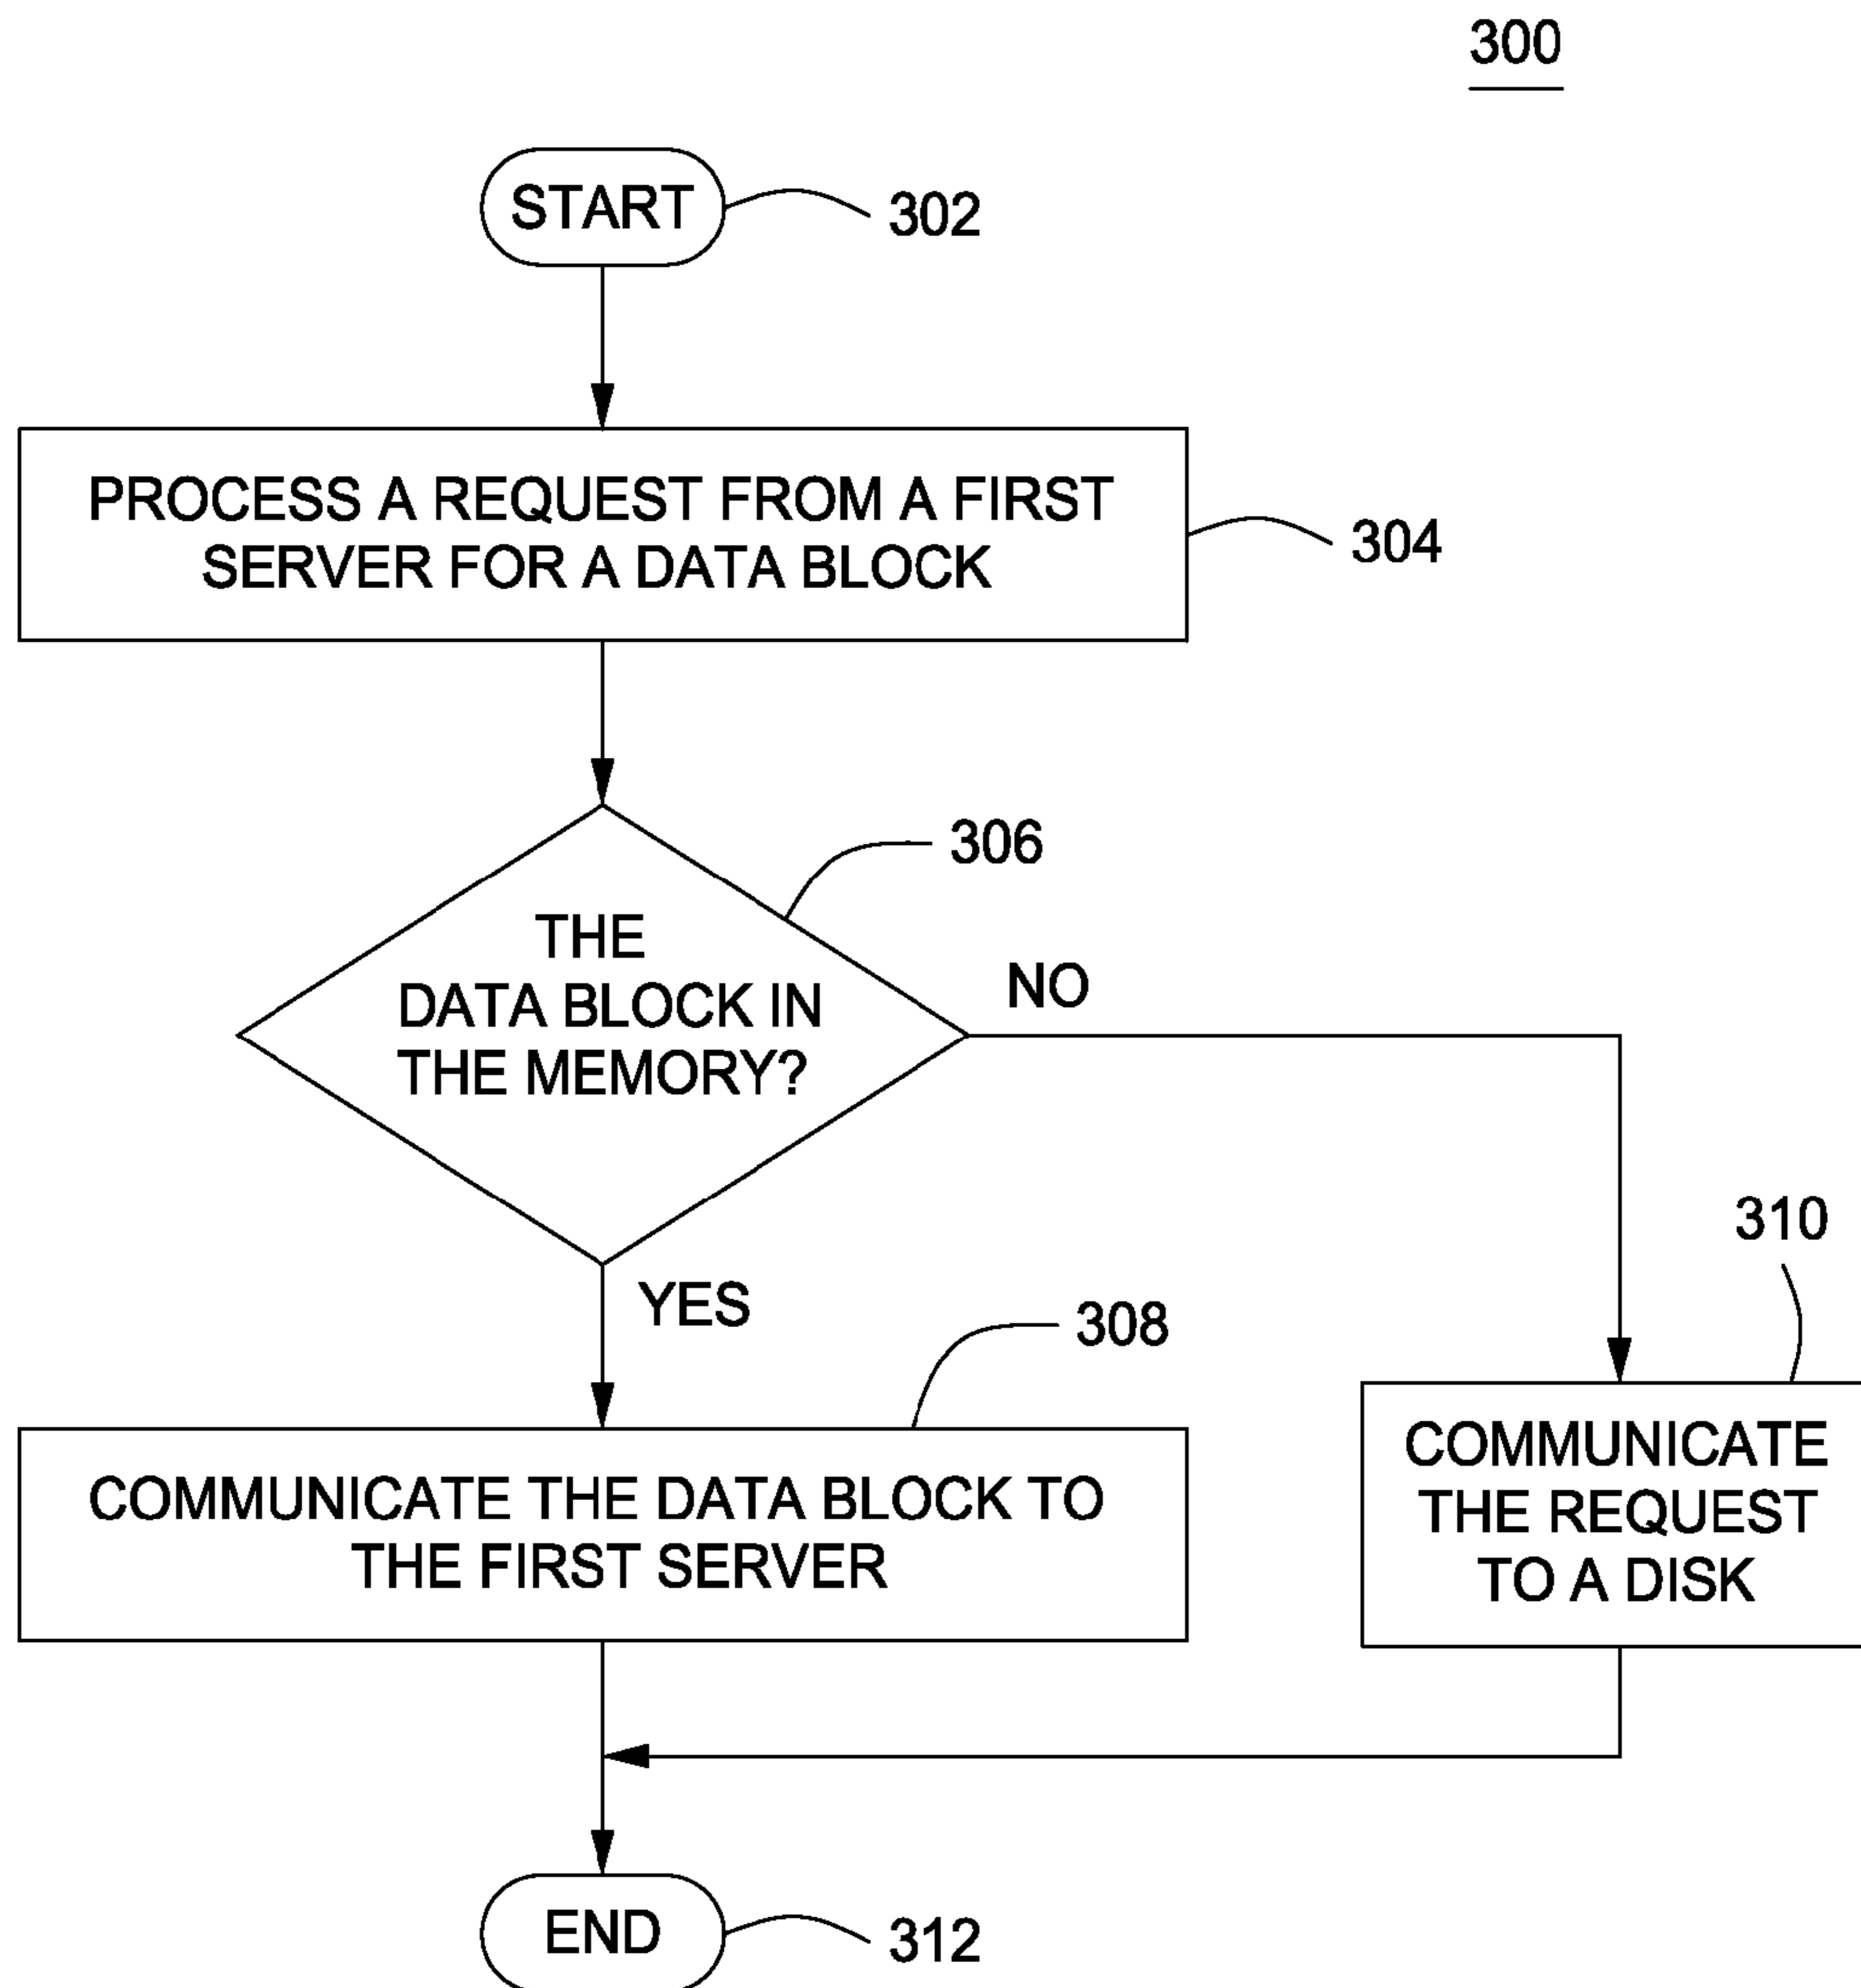 300
START
302
PROCESS A REQUEST FROM A FIRST
SERVER FOR A DATA BLOCK
304
306
THE
DATA BLOCK IN
THE MEMORY?
NO
YES
308
310
COMMUNICATE THE DATA BLOCK TO
THE FIRST SERVER
COMMUNICATE
THE REQUEST
TO A DISK
END
312